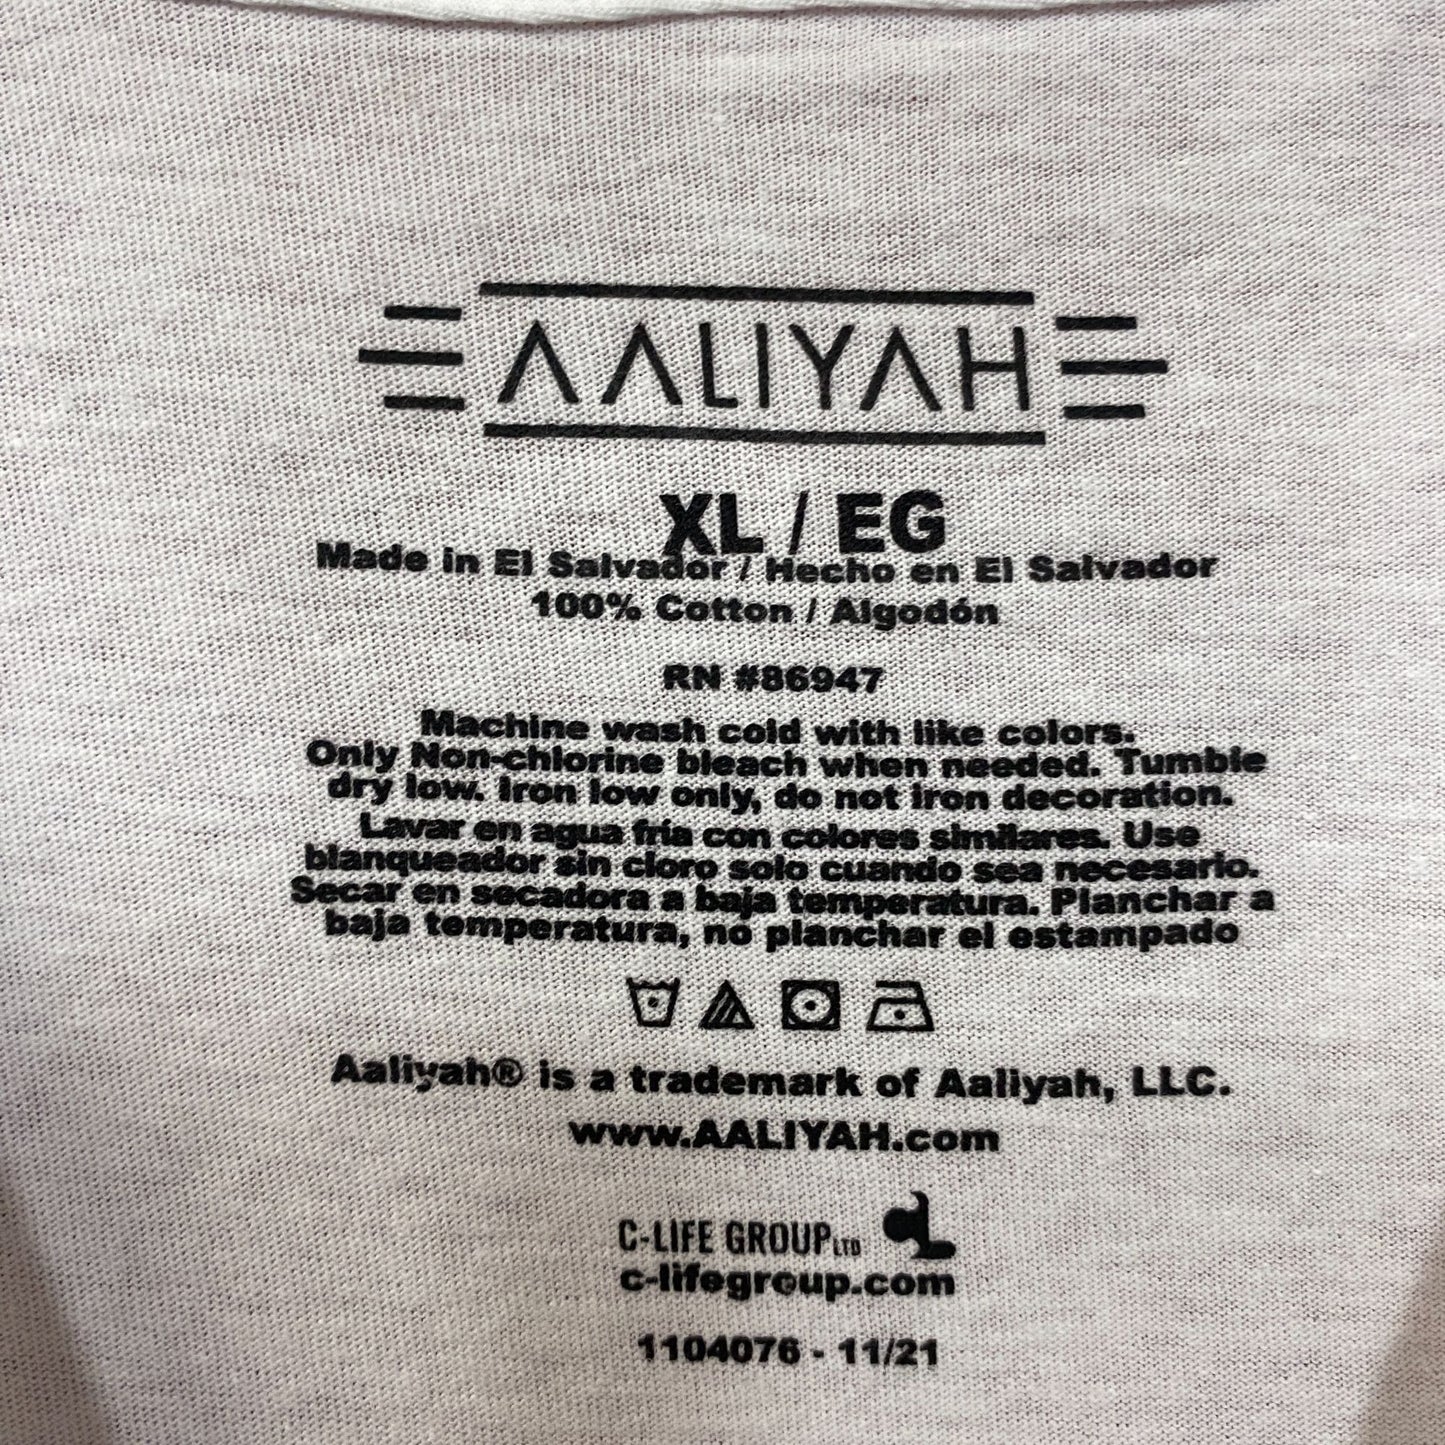 AALIYAH
XL / EG
Made in El Salvador / Hecho en El Salvador
100% Cotton / Algodón
RN #86947
Machine wash cold with like colors.
Only Non-chlorine bleach when needed. Tumble
dry low. Iron low only, do not iron decoration.
Lavar en agua fría con colores similares. Use
blanqueador sin cloro solo cuando sea necesario.
Secar en secadora a baja temperatura. Planchar a
baja temperatura, no planchar el estampado
Aaliyah® is a trademark of Aaliyah, LLC.
www.AALIYAH.com
C-LIFE GROUP LTD CL
c-lifegroup.com
1104076 - 11/21